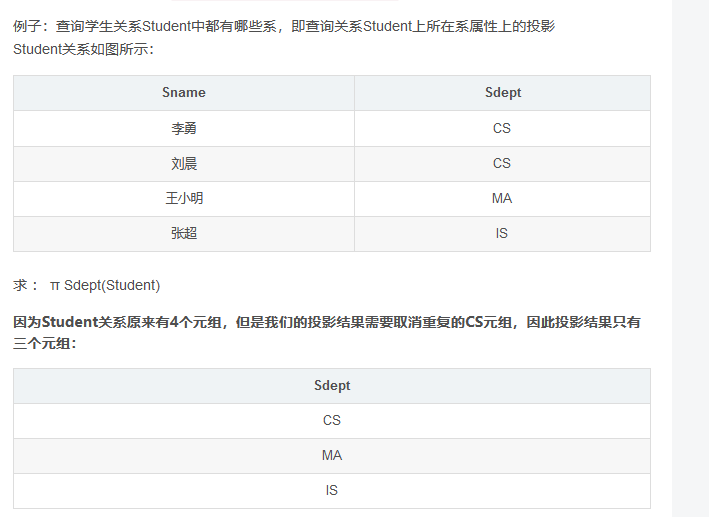 例子：查询学生关系Student中都有哪些系，即查询关系Student上所在系属性上的投影
Student关系如图所示：
Sname Sdept
李勇 CS
刘晨 CS
王小明 MA
张超 IS
求： π Sdept(Student)
因为Student关系原来有4个元组，但是我们的投影结果需要取消重复的CS元组，因此投影结果只有
三个元组：
Sdept
CS
MA
IS